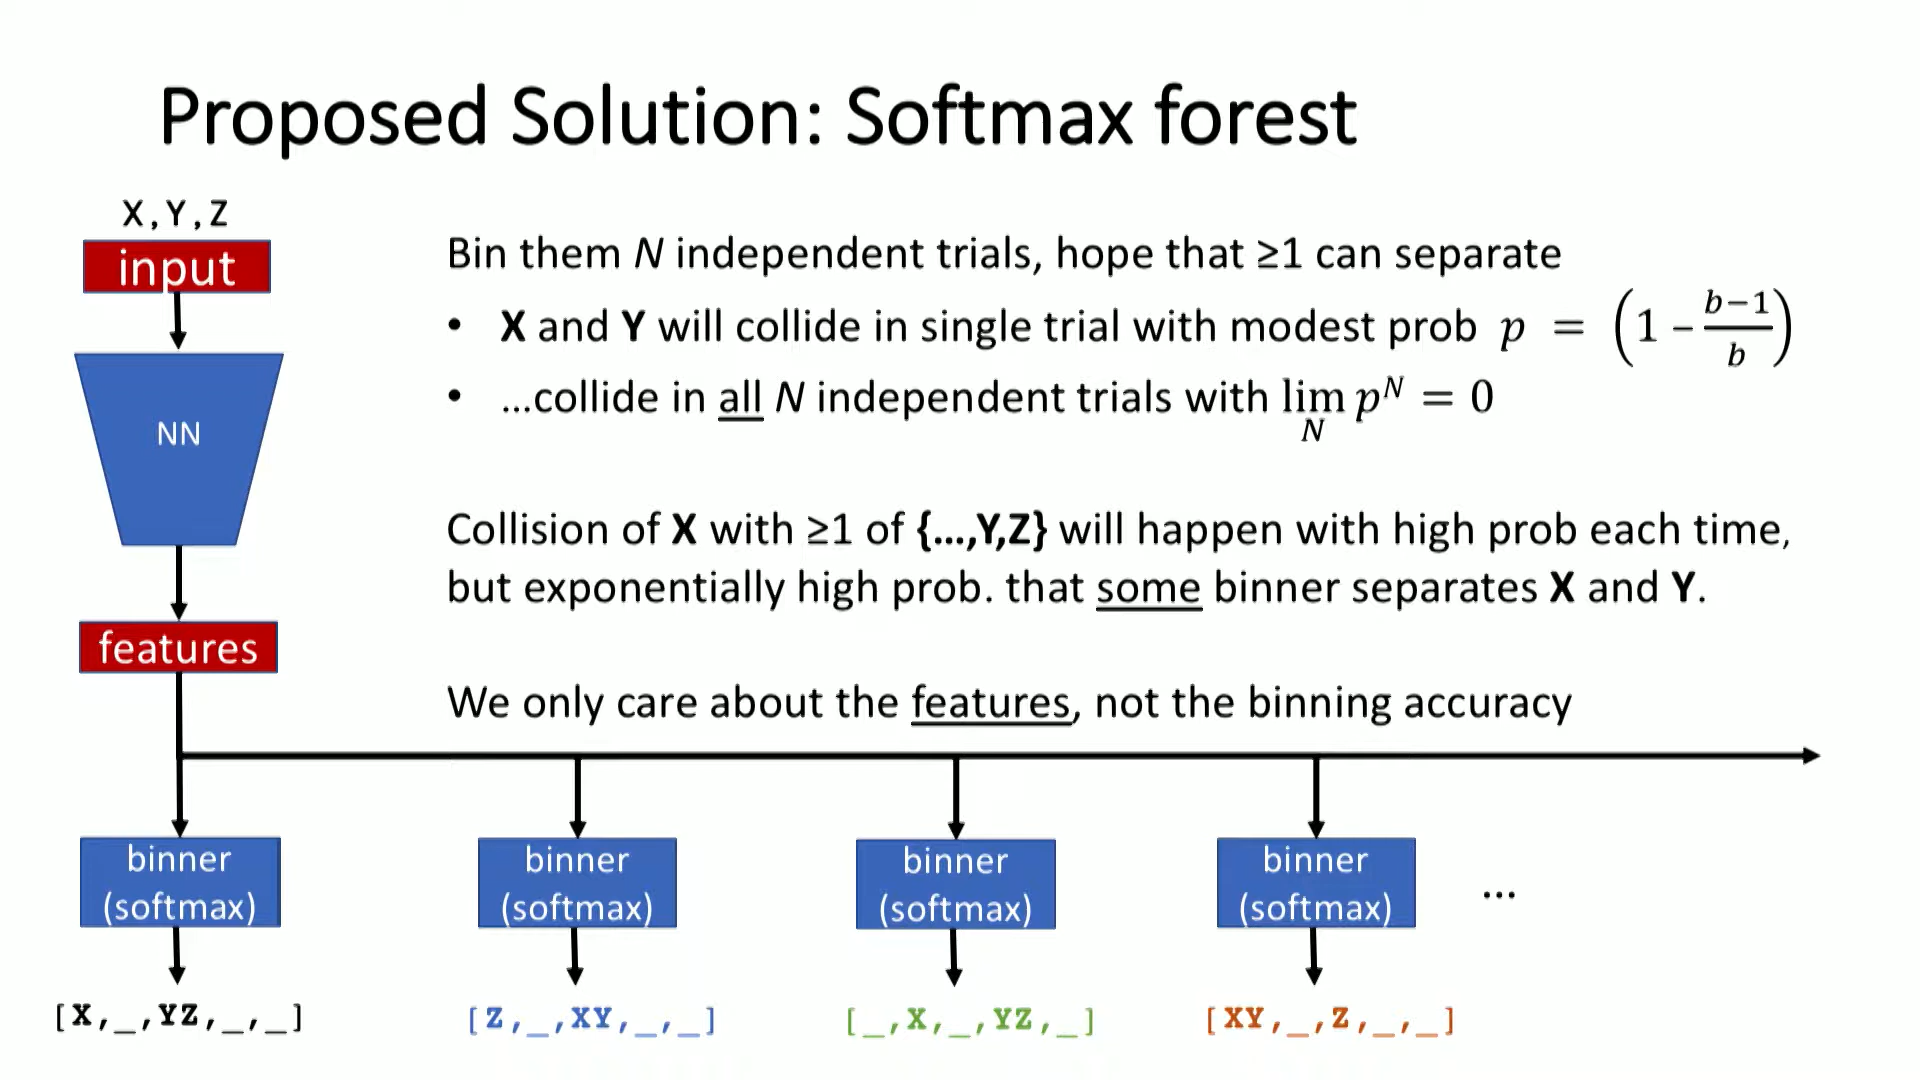 Proposed Solution: Softmax forest
X,Y,Z
input
NN
features
Bin them N independent trials, hope that ≥1 can separate
• X and Y will collide in single trial with modest prob p = (1 − (b−1)/b)
• ...collide in all N independent trials with lim_N p^N = 0
Collision of X with ≥1 of {...,Y,Z} will happen with high prob each time,
but exponentially high prob. that some binner separates X and Y.
We only care about the features, not the binning accuracy
binner
(softmax)
binner
(softmax)
binner
(softmax)
binner
(softmax)
...
[X,_,YZ,_,_]
[Z,_,XY,_,_]
[_,X,_,YZ,_]
[XY,_,Z,_,_]